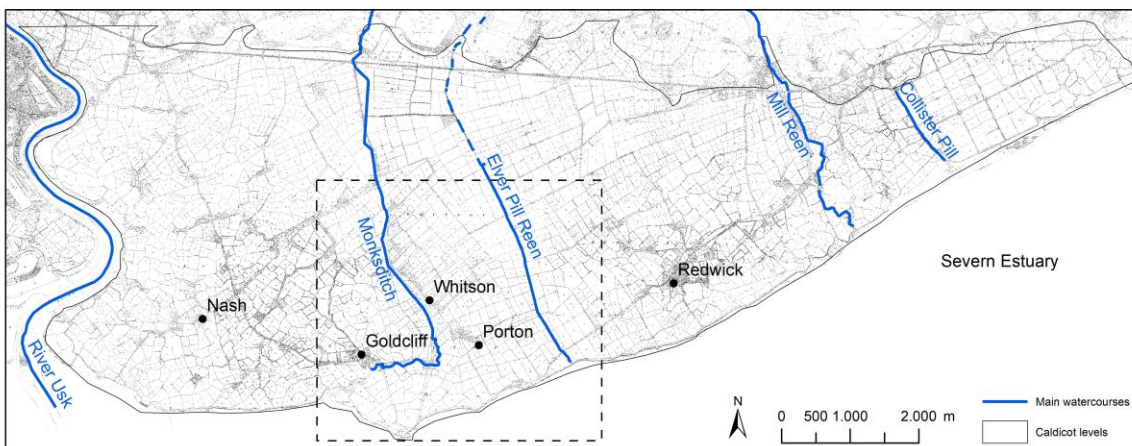 Mill Reen
Collister Pill
Elver Pill Reen
Monksditch
Severn Estuary
Redwick
Whitson
Nash
Porton
Goldcliff
River Usk
N
0 500 1.000 2.000 m
Main watercourses
Caldicot levels